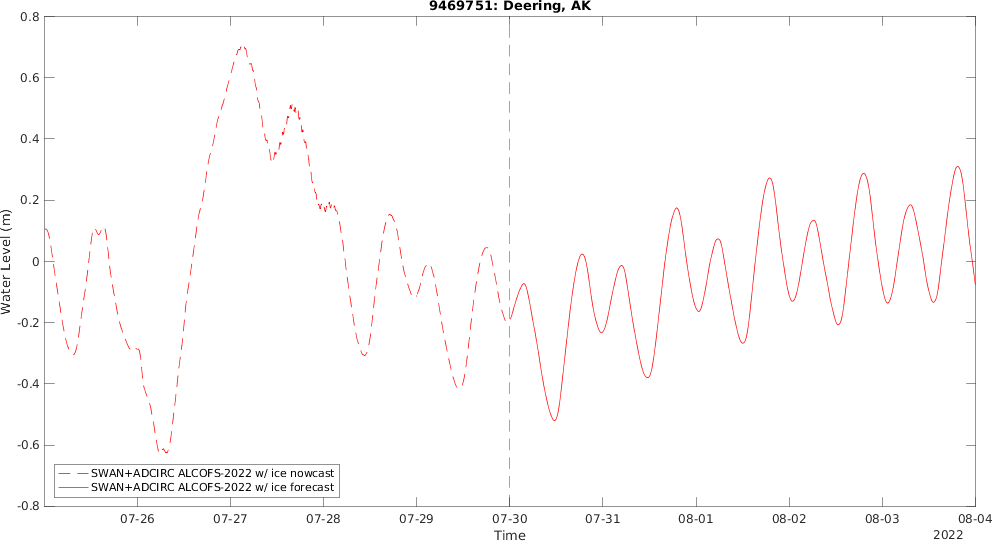 9469751: Deering, AK
0.8
0.6
0.4
0.2
0
-0.2
-0.4
-0.6
-0.8
Water Level (m)
SWAN+ADCIRC ALCOFS-2022 w/ ice nowcast
SWAN+ADCIRC ALCOFS-2022 w/ ice forecast
07-26 07-27 07-28 07-29 07-30 07-31 08-01 08-02 08-03 08-04
Time
2022